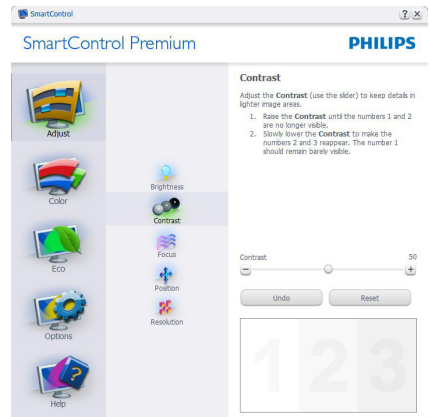 SmartControl
SmartControl Premium
PHILIPS
Adjust
Color
Eco
Options
Help
Brightness
Contrast
Focus
Position
Resolution
Contrast
Adjust the Contrast (use the slider) to keep details in
lighter image areas.
1. Raise the Contrast until the numbers 1 and 2
are no longer visible.
2. Slowly lower the Contrast to make the
numbers 2 and 3 reappear. The number 1
should remain barely visible.
Contrast 50
Undo Reset
1 2 3